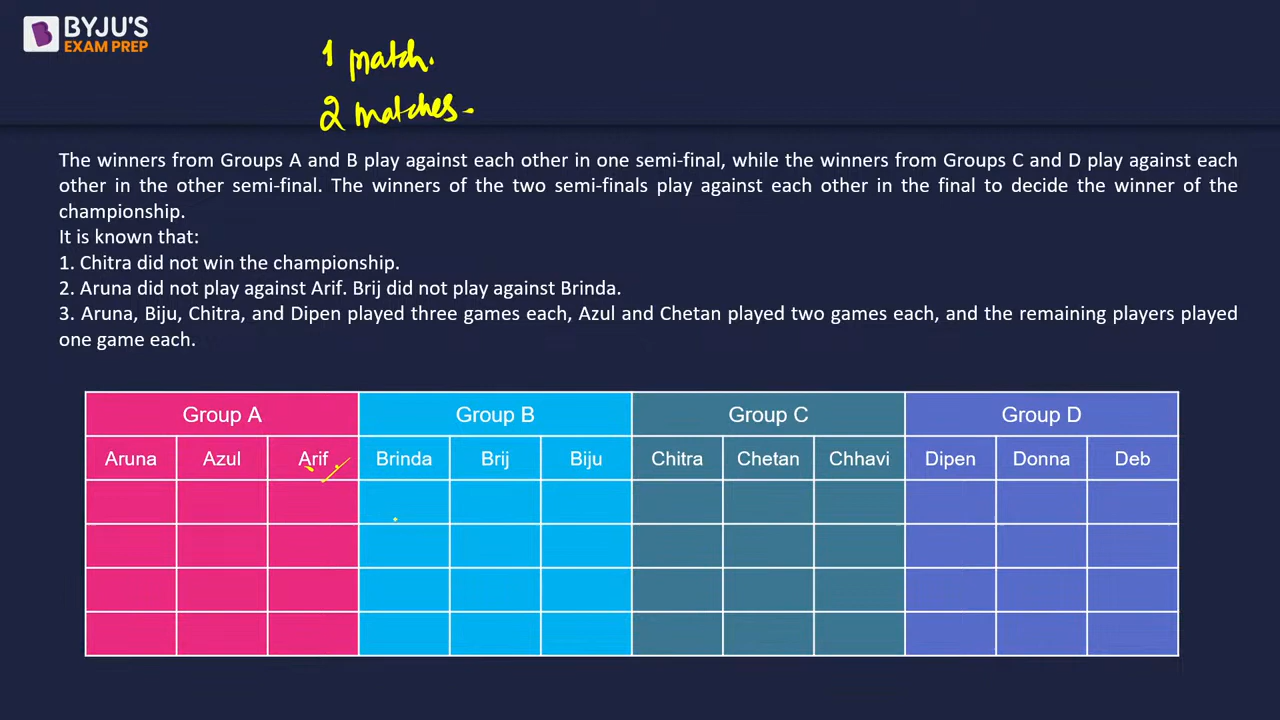 BYJU'S
EXAM PREP
1 match.
2 matches.
The winners from Groups A and B play against each other in one semi-final, while the winners from Groups C and D play against each
other in the other semi-final. The winners of the two semi-finals play against each other in the final to decide the winner of the
championship.
It is known that:
1. Chitra did not win the championship.
2. Aruna did not play against Arif. Brij did not play against Brinda.
3. Aruna, Biju, Chitra, and Dipen played three games each, Azul and Chetan played two games each, and the remaining players played
one game each.
Group A Group B Group C Group D
Aruna Azul Arif Brinda Brij Biju Chitra Chetan Chhavi Dipen Donna Deb